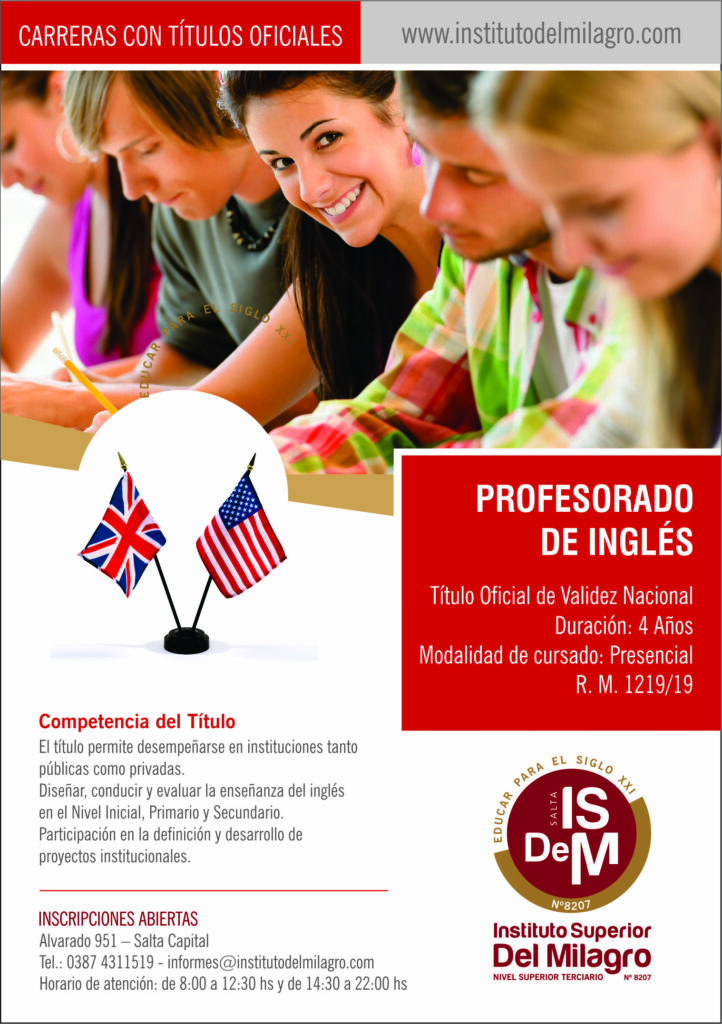 CARRERAS CON TÍTULOS OFICIALES
www.institutodelmilagro.com
EDUCAR PARA EL SIGLO XX
PROFESORADO
DE INGLÉS
Título Oficial de Validez Nacional
Duración: 4 Años
Modalidad de cursado: Presencial
R. M. 1219/19
Competencia del Título
El título permite desempeñarse en instituciones tanto
públicas como privadas.
Diseñar, conducir y evaluar la enseñanza del inglés
en el Nivel Inicial, Primario y Secundario.
Participación en la definición y desarrollo de
proyectos institucionales.
INSCRIPCIONES ABIERTAS
Alvarado 951 – Salta Capital
Tel.: 0387 4311519 - informes@institutodelmilagro.com
Horario de atención: de 8:00 a 12:30 hs y de 14:30 a 22:00 hs
EDUCAR PARA EL SIGLO XXI
SALTA
IS
DeM
Nº8207
Instituto Superior
Del Milagro
NIVEL SUPERIOR TERCIARIO Nº 8207